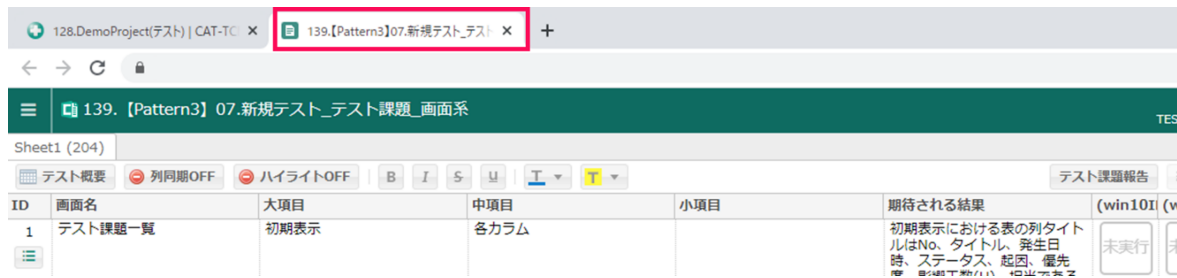 128.DemoProject(テスト) | CAT-TC
139.【Pattern3】07.新規テスト_テスト
139.【Pattern3】07.新規テスト_テスト課題_画面系
TES
Sheet1 (204)
テスト概要 列同期OFF ハイライトOFF B I S U T T テスト課題報告
ID 画面名 大項目 中項目 小項目 期待される結果 (win10I (w
1 テスト課題一覧 初期表示 各カラム 初期表示における表の列タイト
ルはNo、タイトル、発生日
時、ステータス、起因、優先
未実行